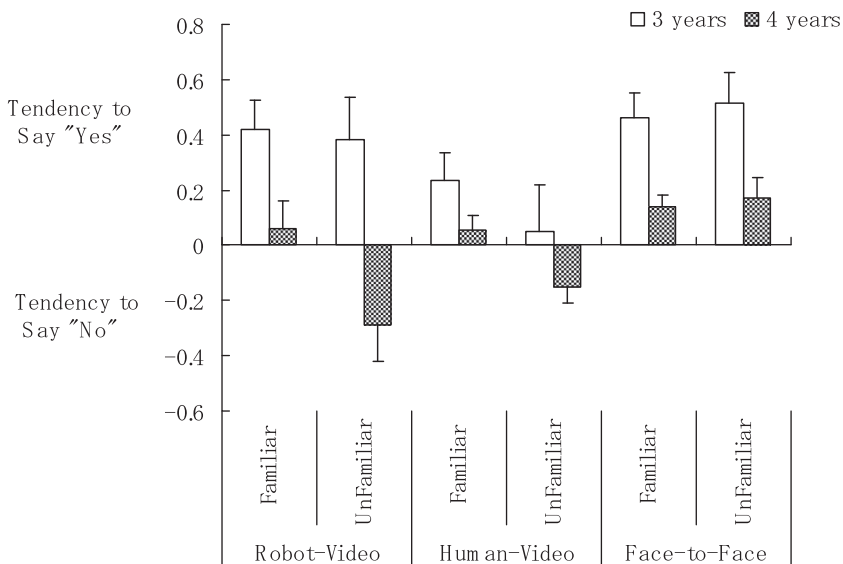 3 years 4 years
Tendency to
Say "Yes"
Tendency to
Say "No"
0.8
0.6
0.4
0.2
0
-0.2
-0.4
-0.6
Familiar
UnFamiliar
Familiar
UnFamiliar
Familiar
UnFamiliar
Robot-Video
Human-Video
Face-to-Face